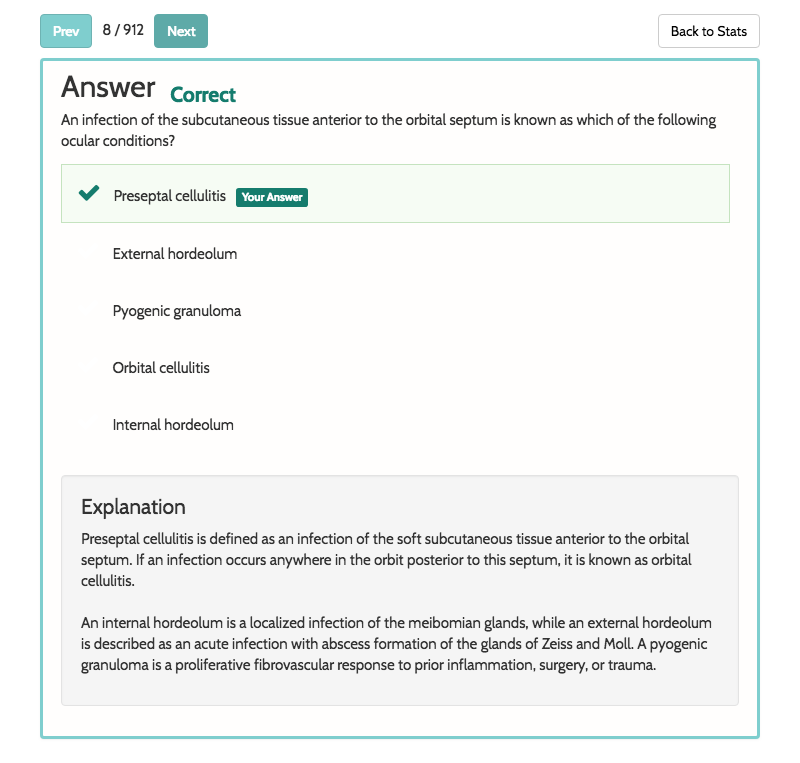 Prev 8 / 912 Next Back to Stats
Answer Correct
An infection of the subcutaneous tissue anterior to the orbital septum is known as which of the following
ocular conditions?
Preseptal cellulitis Your Answer
External hordeolum
Pyogenic granuloma
Orbital cellulitis
Internal hordeolum
Explanation
Preseptal cellulitis is defined as an infection of the soft subcutaneous tissue anterior to the orbital
septum. If an infection occurs anywhere in the orbit posterior to this septum, it is known as orbital
cellulitis.
An internal hordeolum is a localized infection of the meibomian glands, while an external hordeolum
is described as an acute infection with abscess formation of the glands of Zeiss and Moll. A pyogenic
granuloma is a proliferative fibrovascular response to prior inflammation, surgery, or trauma.